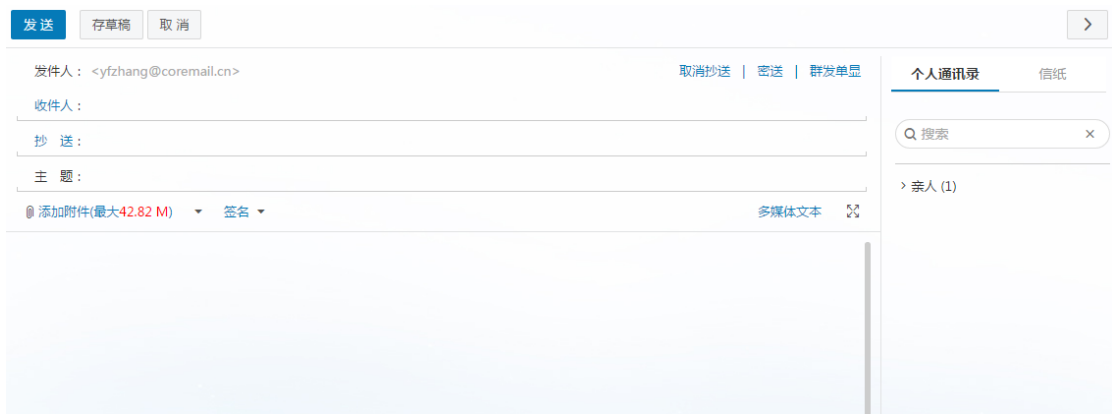 发 送 存草稿 取 消
发件人：<yfzhang@coremail.cn> 取消抄送 | 密送 | 群发单显
收件人：
抄 送：
主 题：
添加附件(最大42.82 M) 签名 多媒体文本
个人通讯录 信纸
搜索
亲人 (1)